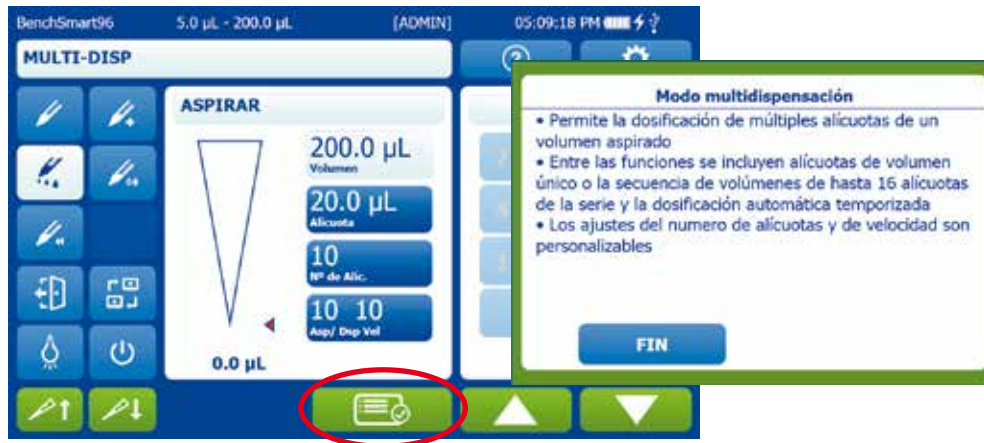 BenchSmart96 5.0 µL - 200.0 µL [ADMIN] 05:09:18 PM
MULTI-DISP
?
ASPIRAR
200.0 µL
Volumen
20.0 µL
Alicuota
10
Nº de Alic.
10 10
Asp/ Dsp Vel
0.0 µL
Modo multidispensación
• Permite la dosificación de múltiples alícuotas de un
volumen aspirado
• Entre las funciones se incluyen alícuotas de volumen
único o la secuencia de volúmenes de hasta 16 alícuotas
de la serie y la dosificación automática temporizada
• Los ajustes del numero de alícuotas y de velocidad son
personalizables
FIN